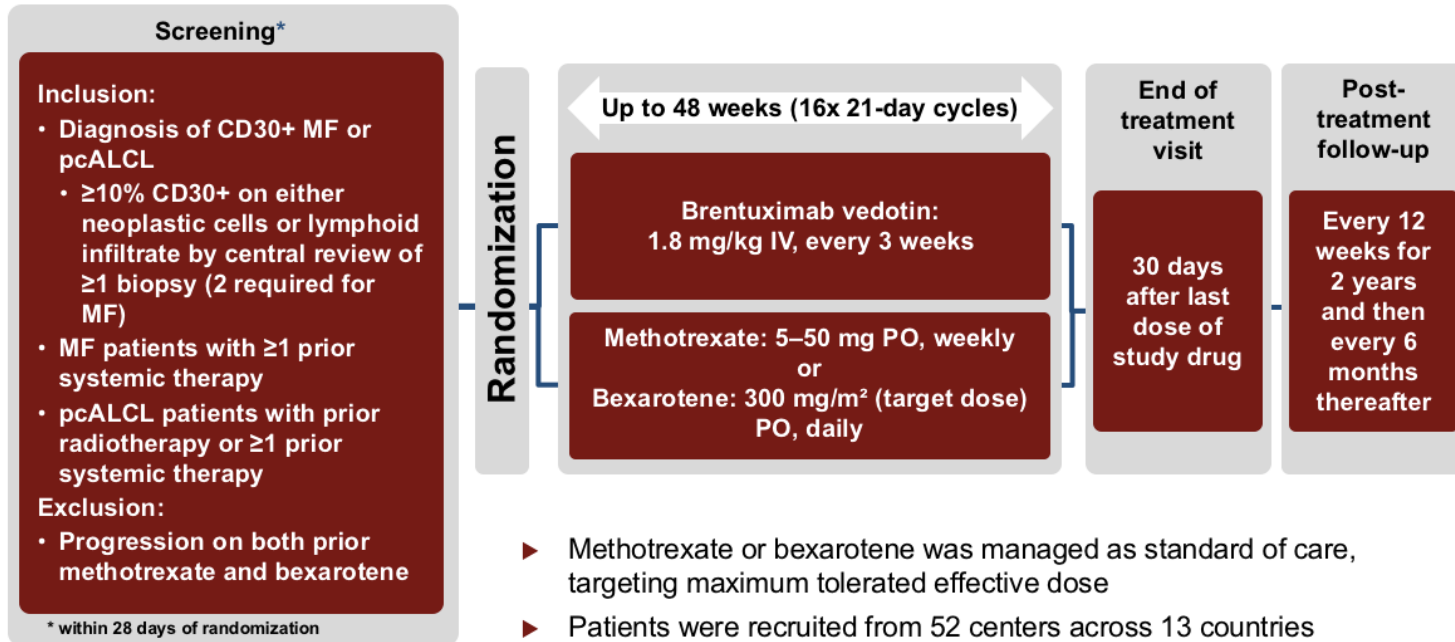 Screening*
Inclusion:
• Diagnosis of CD30+ MF or
pcALCL
• ≥10% CD30+ on either
neoplastic cells or lymphoid
infiltrate by central review of
≥1 biopsy (2 required for
MF)
• MF patients with ≥1 prior
systemic therapy
• pcALCL patients with prior
radiotherapy or ≥1 prior
systemic therapy
Exclusion:
• Progression on both prior
methotrexate and bexarotene
* within 28 days of randomization
Randomization
Up to 48 weeks (16x 21-day cycles)
Brentuximab vedotin:
1.8 mg/kg IV, every 3 weeks
Methotrexate: 5–50 mg PO, weekly
or
Bexarotene: 300 mg/m² (target dose)
PO, daily
End of
treatment
visit
30 days
after last
dose of
study drug
Post-
treatment
follow-up
Every 12
weeks for
2 years
and then
every 6
months
thereafter
► Methotrexate or bexarotene was managed as standard of care,
targeting maximum tolerated effective dose
► Patients were recruited from 52 centers across 13 countries